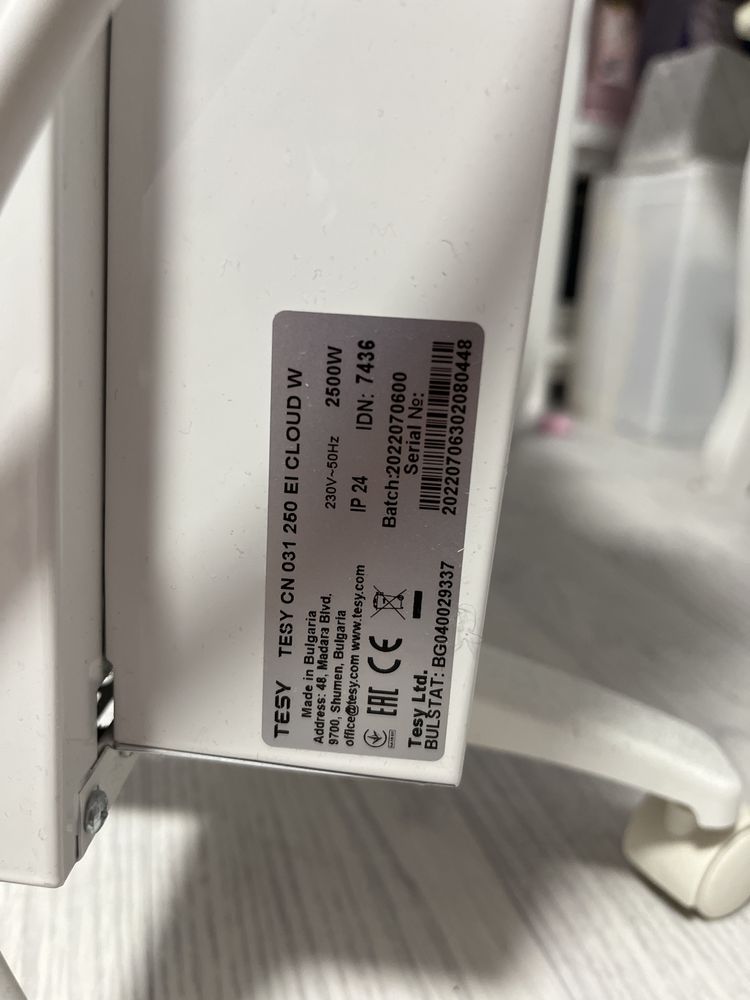 TESY TESY CN 031 250 EI CLOUD W
Made in Bulgaria
Address: 48, Madara Blvd,
9700, Shumen, Bulgaria
office@tesy.com www.tesy.com
230V~50Hz 2500W
IP 24 IDN: 7436
EAC CE
Batch:2022070600
Serial №:
20220706302080448
Tesy Ltd.
BULSTAT: BG040029337